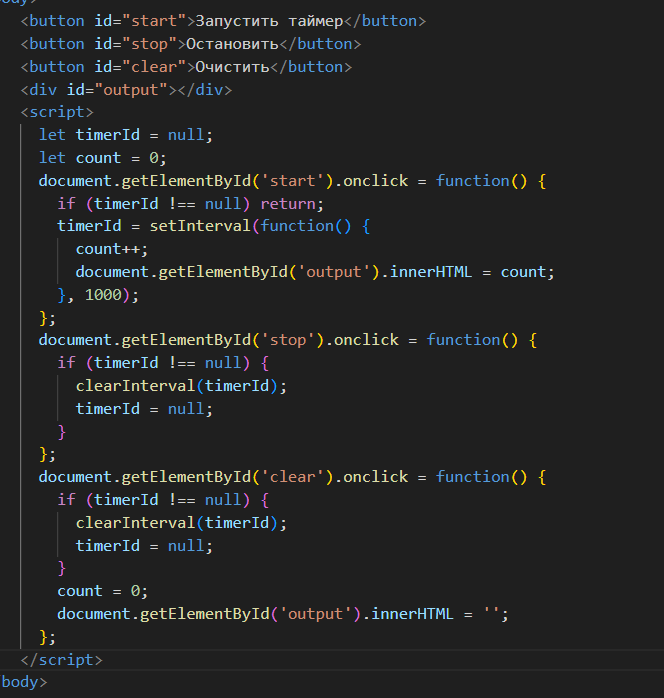 ody>
<button id="start">Запустить таймер</button>
<button id="stop">Остановить</button>
<button id="clear">Очистить</button>
<div id="output"></div>
<script>
let timerId = null;
let count = 0;
document.getElementById('start').onclick = function() {
if (timerId !== null) return;
timerId = setInterval(function() {
count++;
document.getElementById('output').innerHTML = count;
}, 1000);
};
document.getElementById('stop').onclick = function() {
if (timerId !== null) {
clearInterval(timerId);
timerId = null;
}
};
document.getElementById('clear').onclick = function() {
if (timerId !== null) {
clearInterval(timerId);
timerId = null;
}
count = 0;
document.getElementById('output').innerHTML = '';
};
</script>
body>